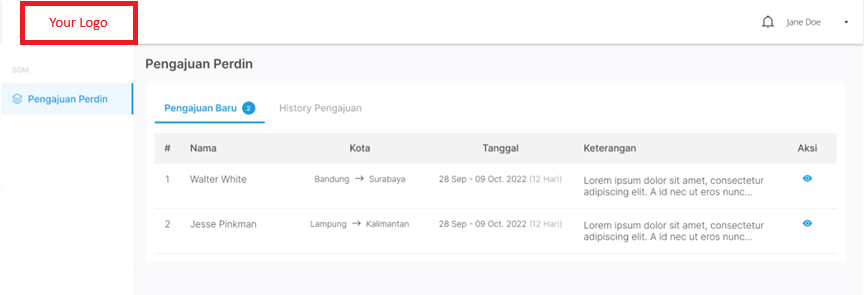 Your Logo
Jane Doe
SDM
Pengajuan Perdin
Pengajuan Perdin
Pengajuan Baru 2
History Pengajuan
# Nama Kota Tanggal Keterangan Aksi
1 Walter White Bandung → Surabaya 28 Sep - 09 Oct. 2022 (12 Hari) Lorem ipsum dolor sit amet, consectetur
adipiscing elit. A id nec ut eros nunc...
2 Jesse Pinkman Lampung → Kalimantan 28 Sep - 09 Oct. 2022 (12 Hari) Lorem ipsum dolor sit amet, consectetur
adipiscing elit. A id nec ut eros nunc...